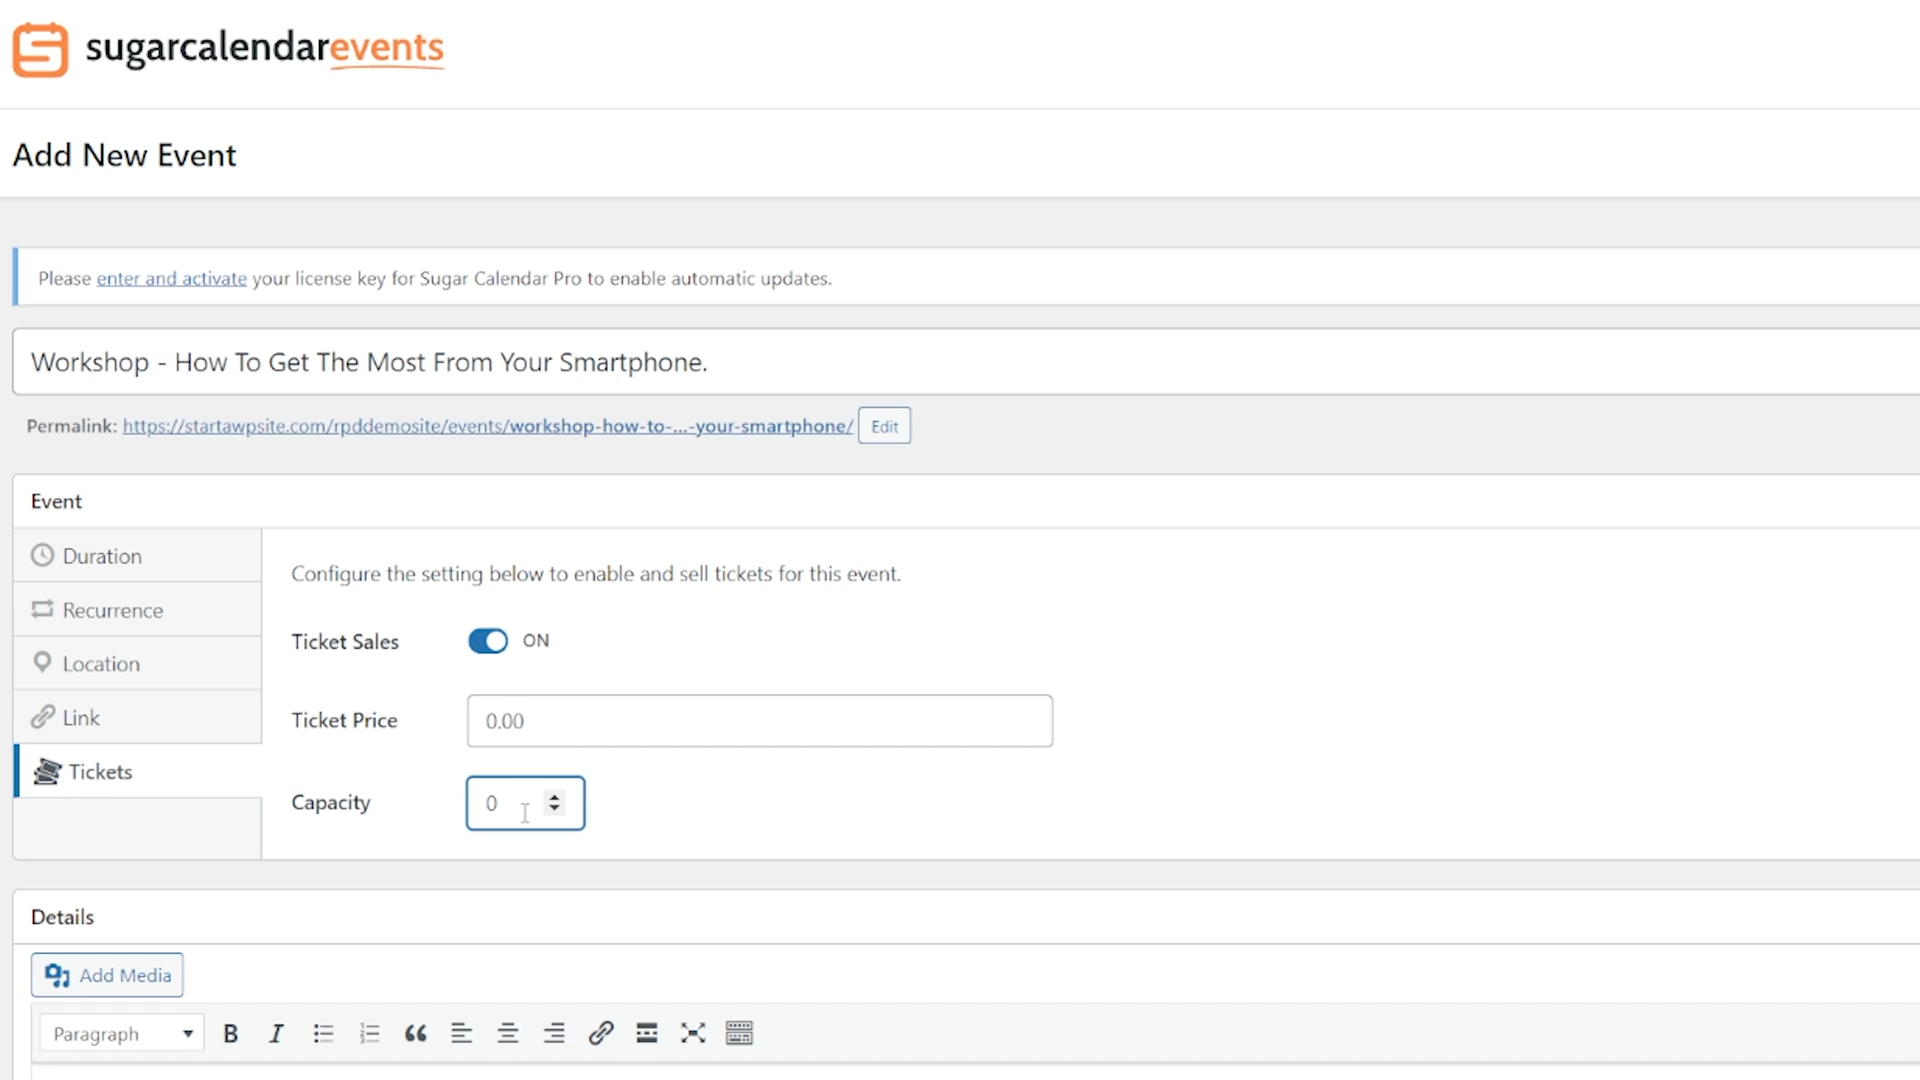 sugarcalendarevents
Add New Event
Please enter and activate your license key for Sugar Calendar Pro to enable automatic updates.
Workshop - How To Get The Most From Your Smartphone.
Permalink: https://startawpsite.com/rpddemosite/events/workshop-how-to-...-your-smartphone/ Edit
Event
Duration
Recurrence
Location
Link
Tickets
Configure the setting below to enable and sell tickets for this event.
Ticket Sales ON
Ticket Price 0.00
Capacity 0
Details
Add Media
Paragraph B I